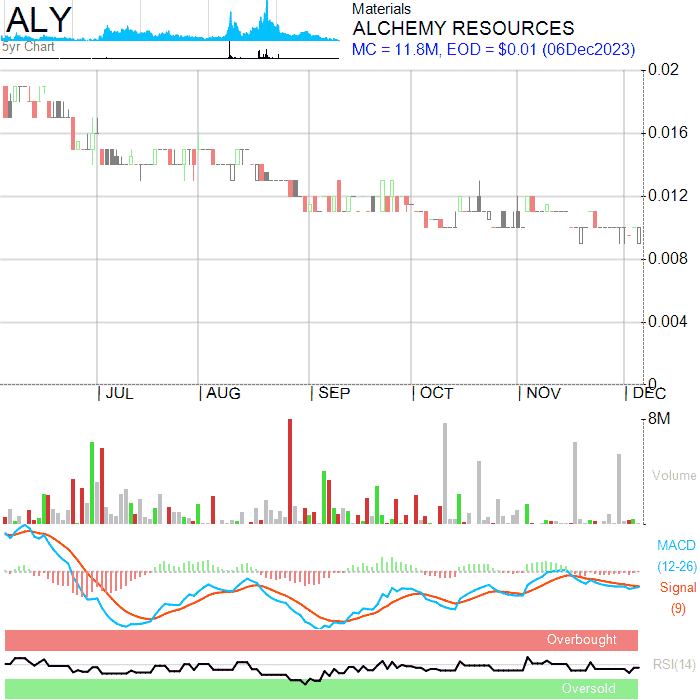 ALY
5yr Chart
Materials
ALCHEMY RESOURCES
MC = 11.8M, EOD = $0.01 (06Dec2023)
0.02
0.016
0.012
0.008
0.004
0
JUL AUG SEP OCT NOV DEC
8M
Volume
MACD
(12-26)
Signal
(9)
Overbought
RSI(14)
Oversold